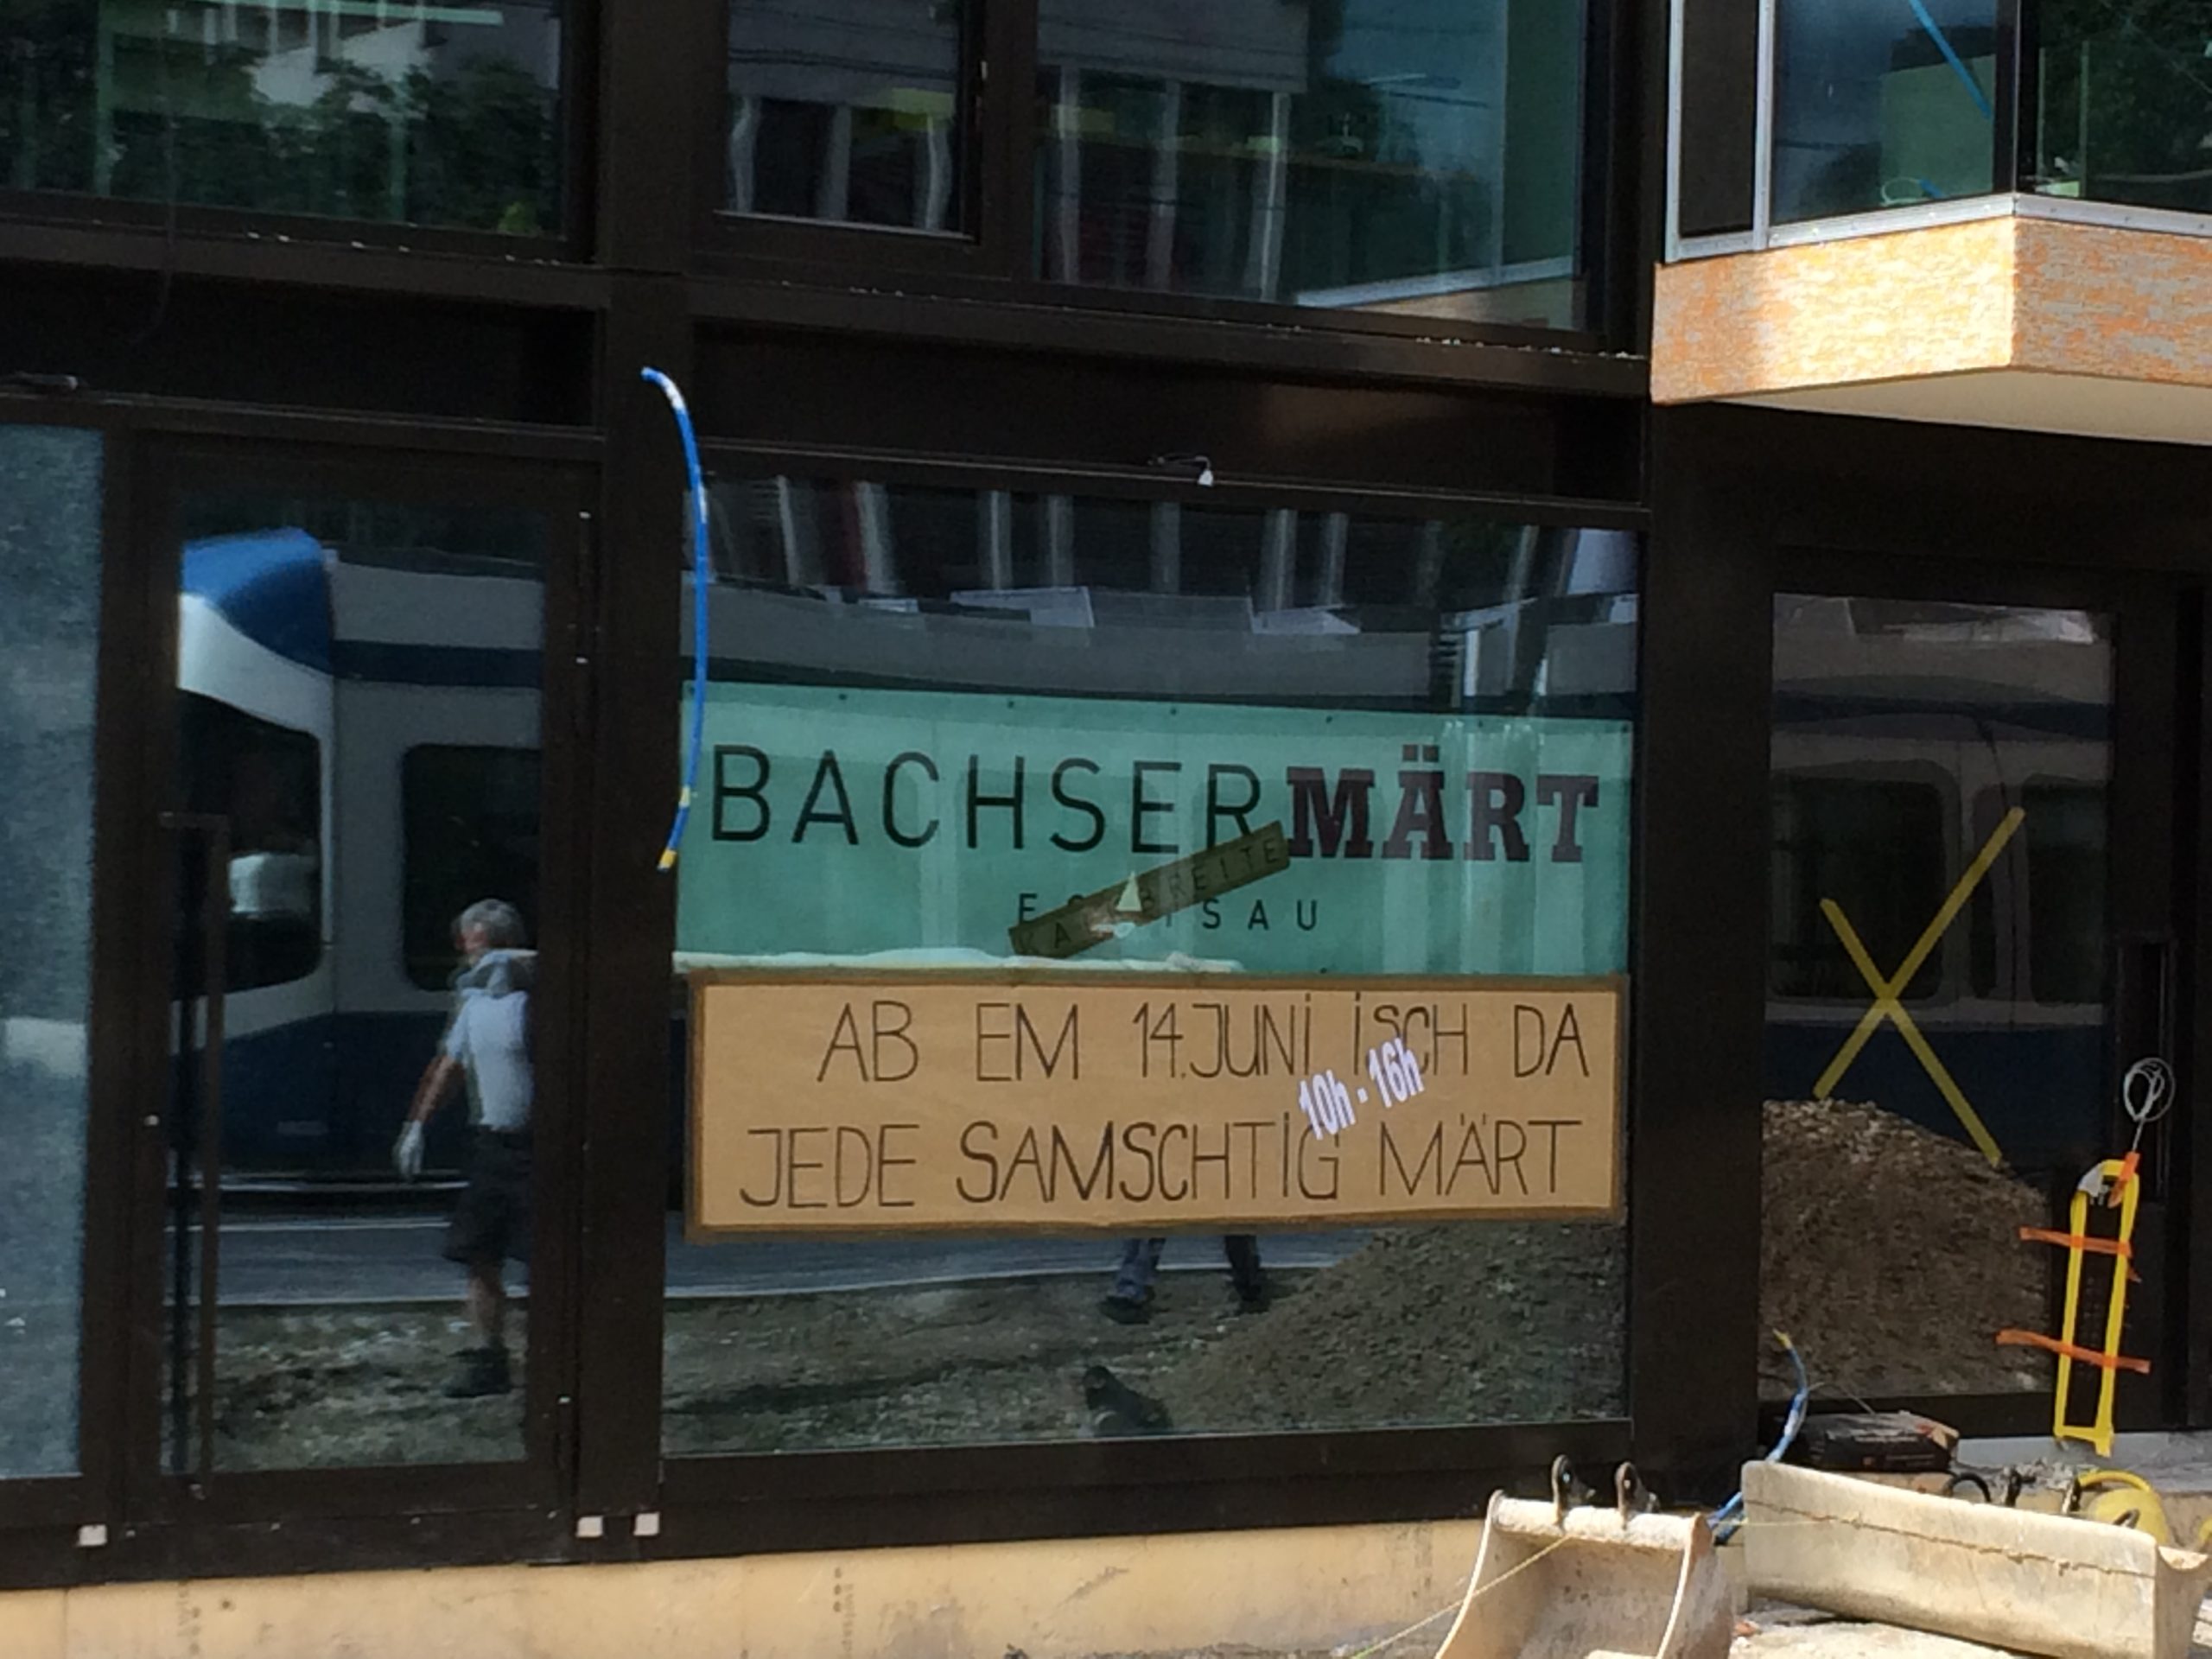 BACHSERMÄRT
KALKBREITE
AB EM 14.JUNI ISCH DA
10h - 16h
JEDE SAMSCHTIG MÄRT